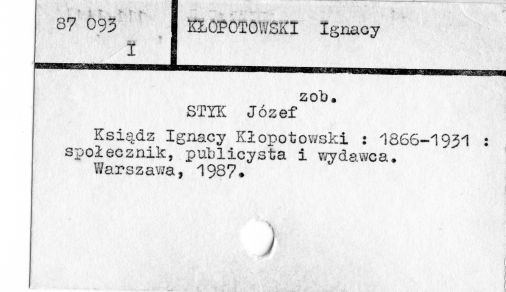 87 093
I
KŁOPOTOWSKI Ignacy
zob.
STYK Józef
Ksiądz Ignacy Kłopotowski : 1866-1931 :
społecznik, publicysta i wydawca.
Warszawa, 1987.